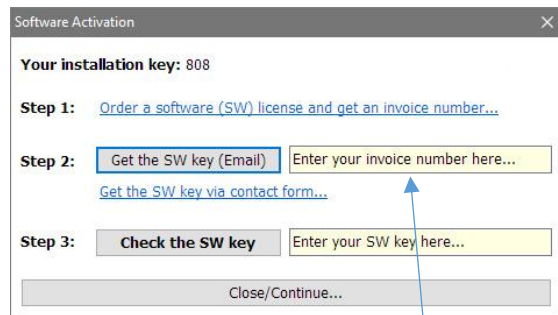 Software Activation
Your installation key: 808
Step 1: Order a software (SW) license and get an invoice number...
Step 2: Get the SW key (Email) Enter your invoice number here...
Get the SW key via contact form...
Step 3: Check the SW key Enter your SW key here...
Close/Continue...